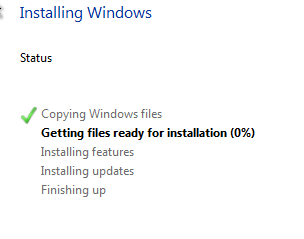 Installing Windows
Status
Copying Windows files
Getting files ready for installation (0%)
Installing features
Installing updates
Finishing up